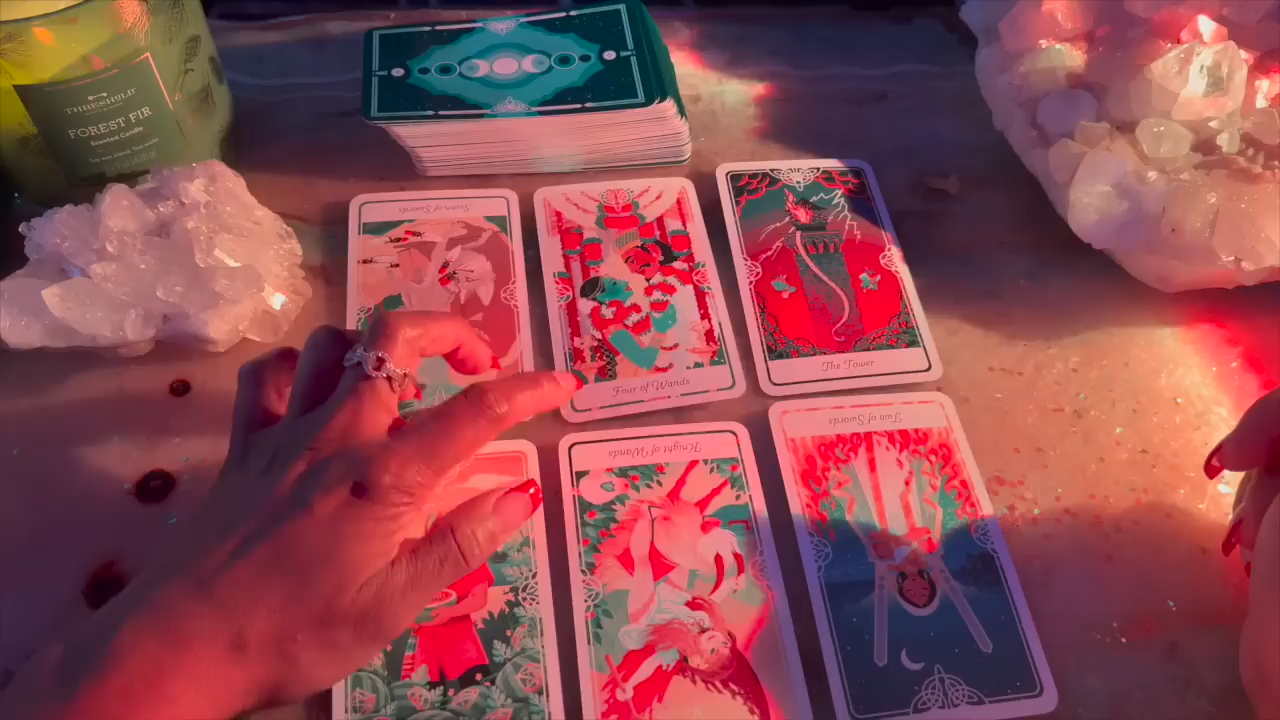 THRESHOLD
FOREST FIR
Scented Candle
Seven of Swords
Four of Wands
The Tower
Knight of Wands
Two of Swords